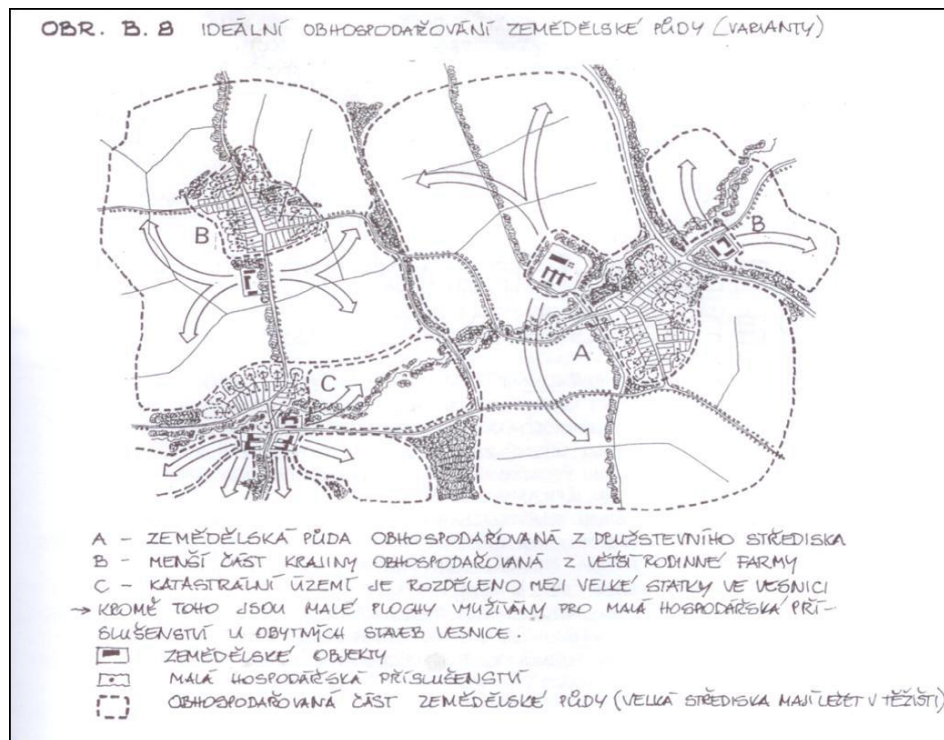 OBR. B.8 IDEÁLNÍ OBHOSPODAŘOVÁNÍ ZEMĚDĚLSKÉ PŮDY (VARIANTY)
B
B
A
C
A – ZEMĚDĚLSKÁ PŮDA OBHOSPODAŘOVANÁ Z DRUŽSTEVNÍHO STŘEDISKA
B – MENŠÍ ČÁST KRAJINY OBHOSPODAŘOVANÁ Z VĚTŠÍ RODINNÉ FARMY
C – KATASTRÁLNÍ ÚZEMÍ JE ROZDĚLENO MEZI VELKÉ STATKY VE VESNICI
→ KROMĚ TOHO JSOU MALÉ PLOCHY VYUŽÍVÁNY PRO MALÁ HOSPODÁŘSKÁ PŘÍ-
SLUŠENSTVÍ U OBYTNÝCH STAVEB VESNICE.
ZEMĚDĚLSKÉ OBJEKTY
MALÁ HOSPODÁŘSKÁ PŘÍSLUŠENSTVÍ
OBHOSPODAŘOVANÁ ČÁST ZEMĚDĚLSKÉ PŮDY (VELKÁ STŘEDISKA MAJÍ LEŽET V TĚŽIŠTI)